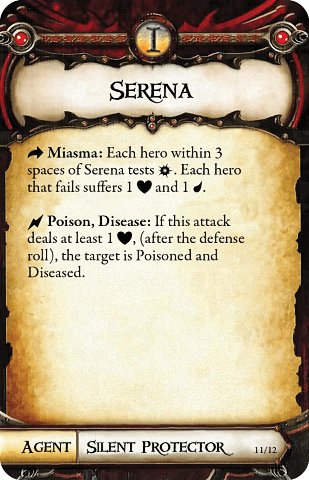 I
SERENA
Miasma: Each hero within 3
spaces of Serena tests . Each hero
that fails suffers 1 and 1 .
Poison, Disease: If this attack
deals at least 1 , (after the defense
roll), the target is Poisoned and
Diseased.
AGENT SILENT PROTECTOR 11/12